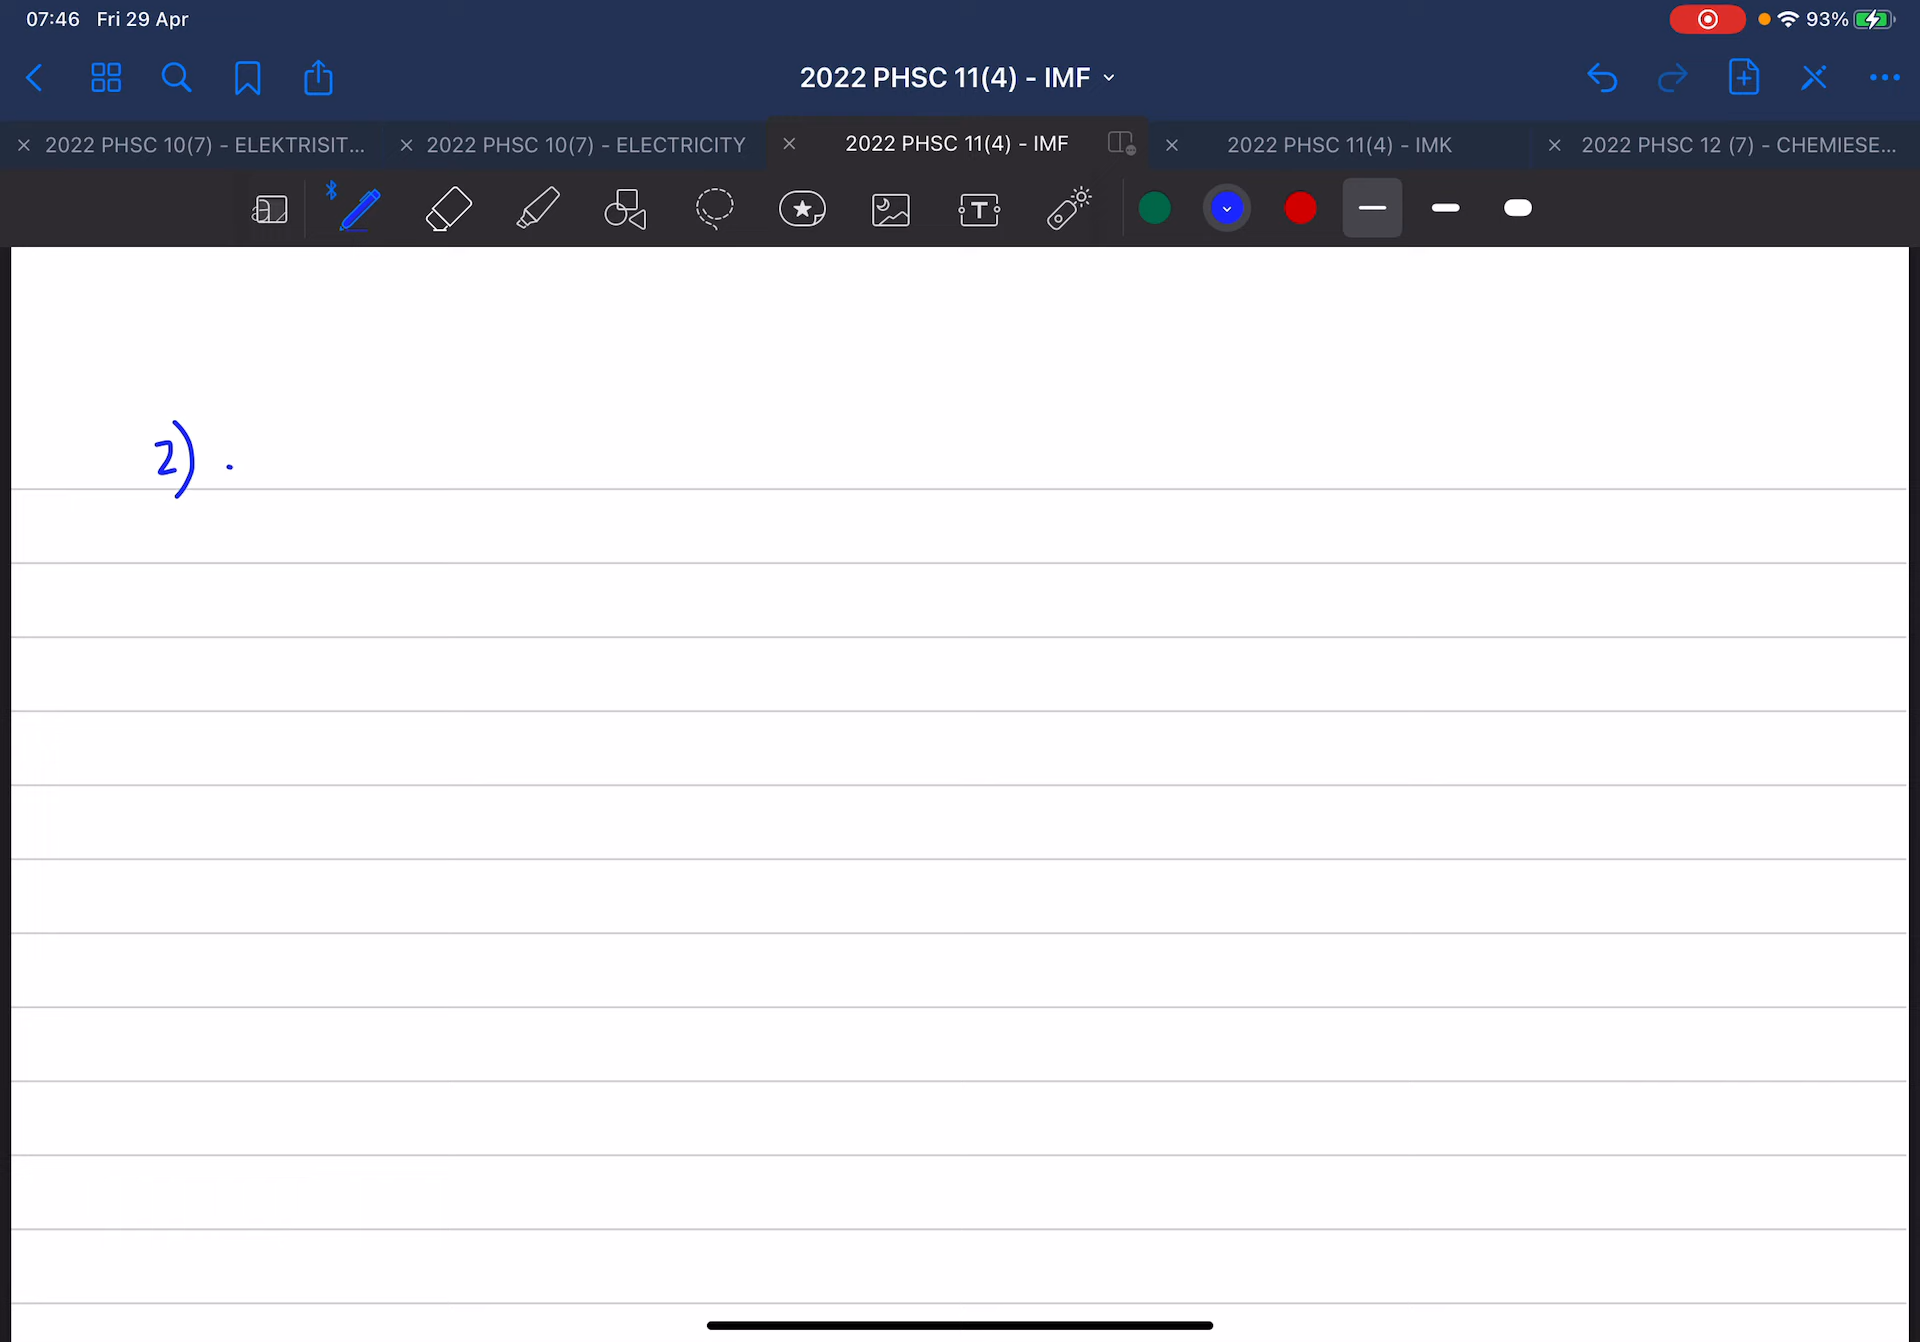 07:46 Fri 29 Apr 93%
2022 PHSC 11(4) - IMF
2022 PHSC 10(7) - ELEKTRISIT... 2022 PHSC 10(7) - ELECTRICITY 2022 PHSC 11(4) - IMF 2022 PHSC 11(4) - IMK 2022 PHSC 12 (7) - CHEMIESE...
2) .